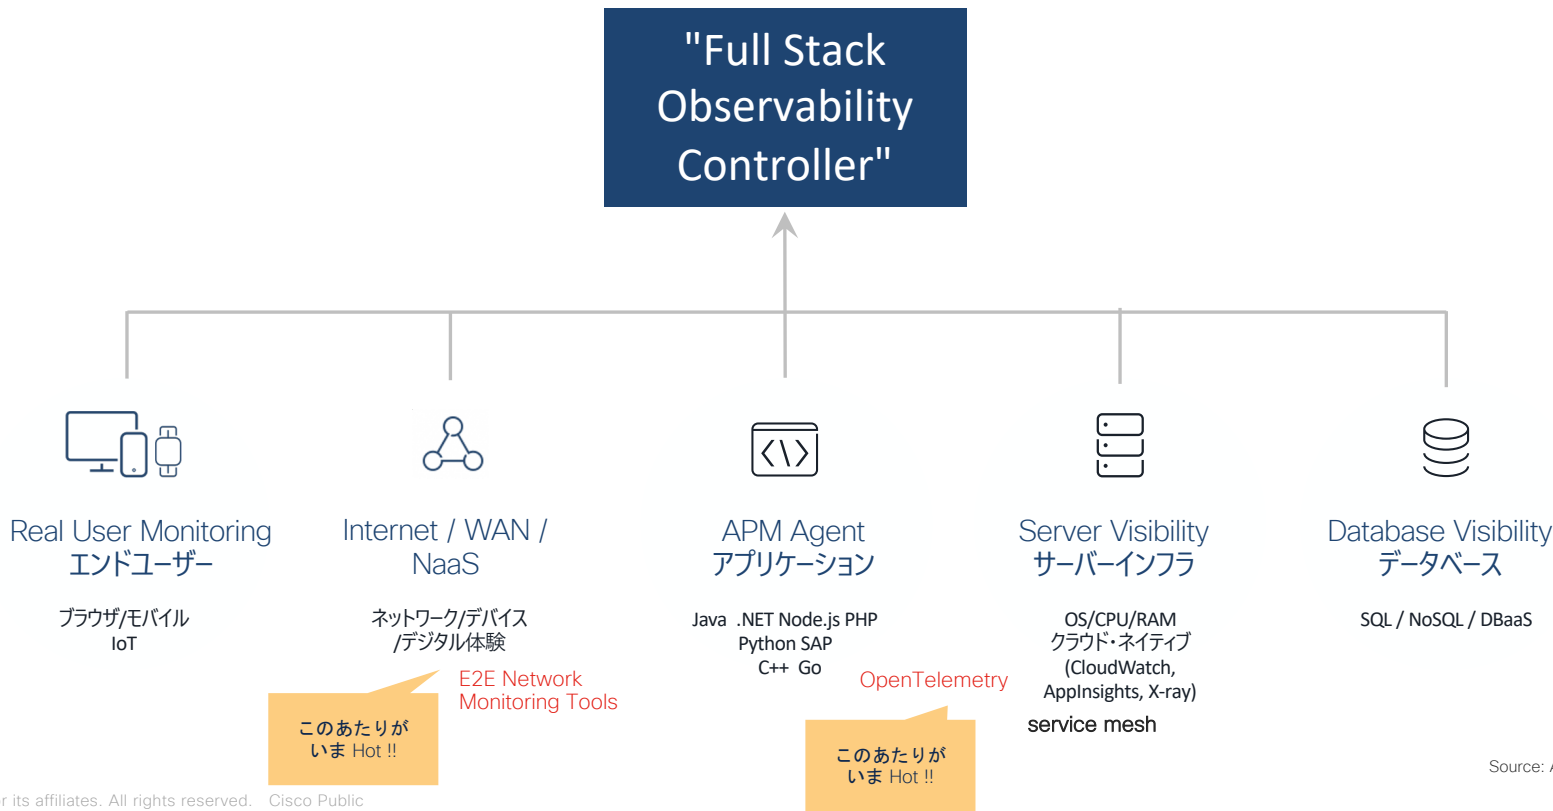 "Full Stack
Observability
Controller"
Real User Monitoring
エンドユーザー
ブラウザ/モバイル
IoT
Internet / WAN /
NaaS
ネットワーク/デバイス
/デジタル体験
E2E Network
Monitoring Tools
このあたりが
いま Hot !!
APM Agent
アプリケーション
Java .NET Node.js PHP
Python SAP
C++ Go
OpenTelemetry
このあたりが
いま Hot !!
Server Visibility
サーバーインフラ
OS/CPU/RAM
クラウド・ネイティブ
(CloudWatch,
AppInsights, X-ray)
service mesh
Database Visibility
データベース
SQL / NoSQL / DBaaS
Source:
its affiliates. All rights reserved. Cisco Public